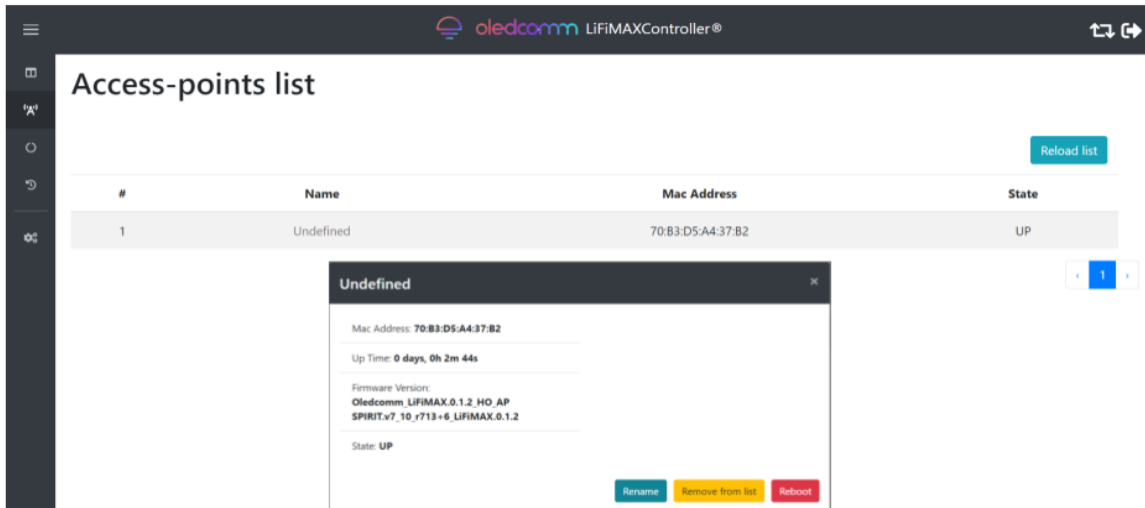 oledcomm LiFiMAXController®
Access-points list
Reload list
# Name Mac Address State
1 Undefined 70:B3:D5:A4:37:B2 UP
‹ 1 ›
Undefined ×
Mac Address: 70:B3:D5:A4:37:B2
Up Time: 0 days, 0h 2m 44s
Firmware Version:
Oledcomm_LiFiMAX.0.1.2_HO_AP
SPIRIT.v7_10_r713+6_LiFiMAX.0.1.2
State: UP
Rename Remove from list Reboot